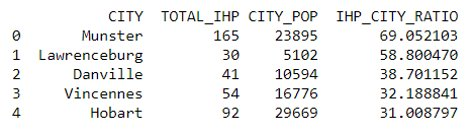 CITY TOTAL_IHP CITY_POP IHP_CITY_RATIO
0 Munster 165 23895 69.052103
1 Lawrenceburg 30 5102 58.800470
2 Danville 41 10594 38.701152
3 Vincennes 54 16776 32.188841
4 Hobart 92 29669 31.008797